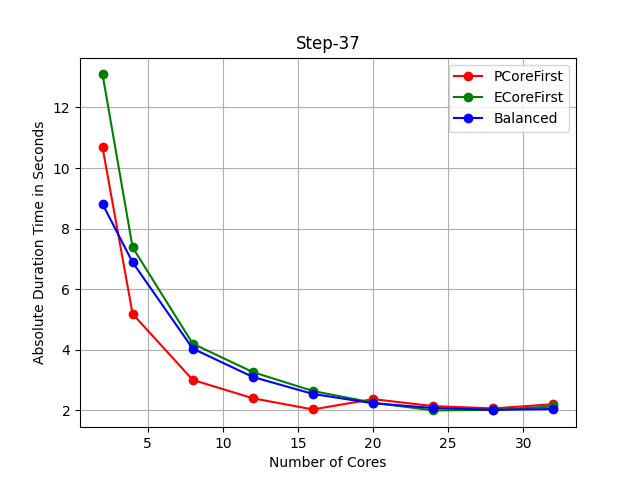 Step-37
PCoreFirst
ECoreFirst
Balanced
Absolute Duration Time in Seconds
12
10
8
6
4
2
5
10
15
20
25
30
Number of Cores